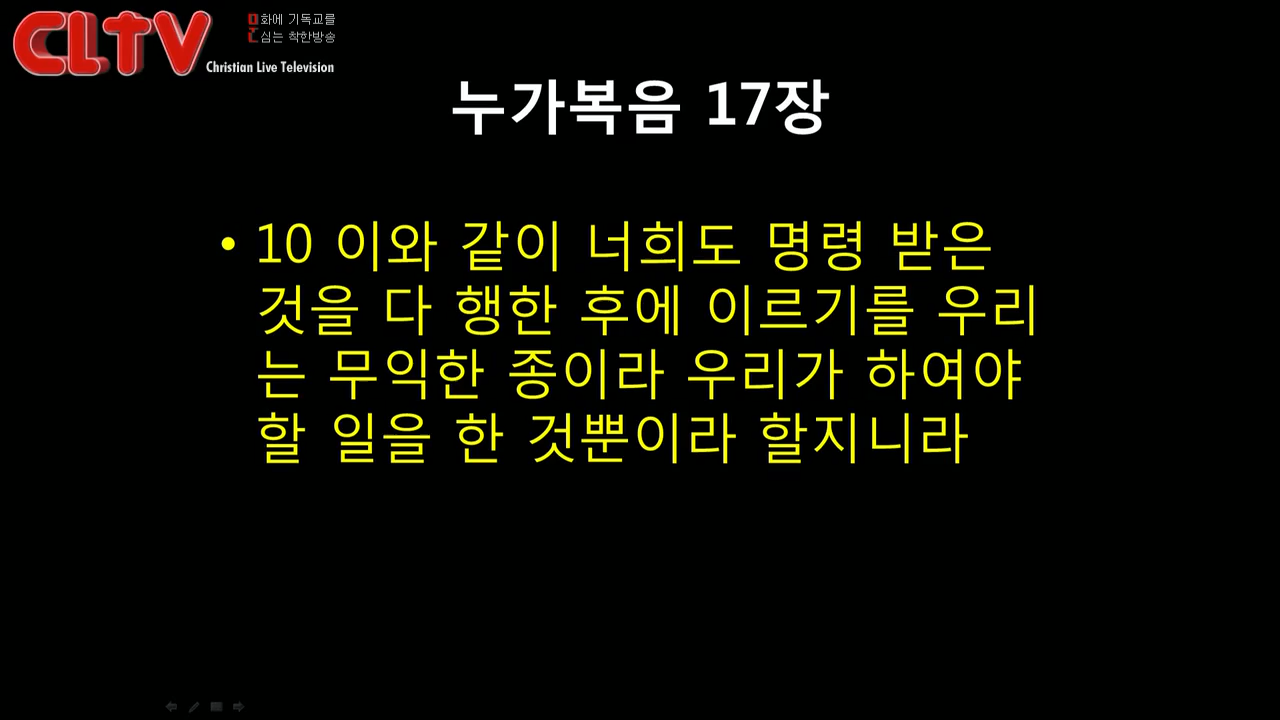 CLTV
문화에 기독교를
심는 착한방송
Christian Live Television
누가복음 17장
• 10 이와 같이 너희도 명령 받은
것을 다 행한 후에 이르기를 우리
는 무익한 종이라 우리가 하여야
할 일을 한 것뿐이라 할지니라